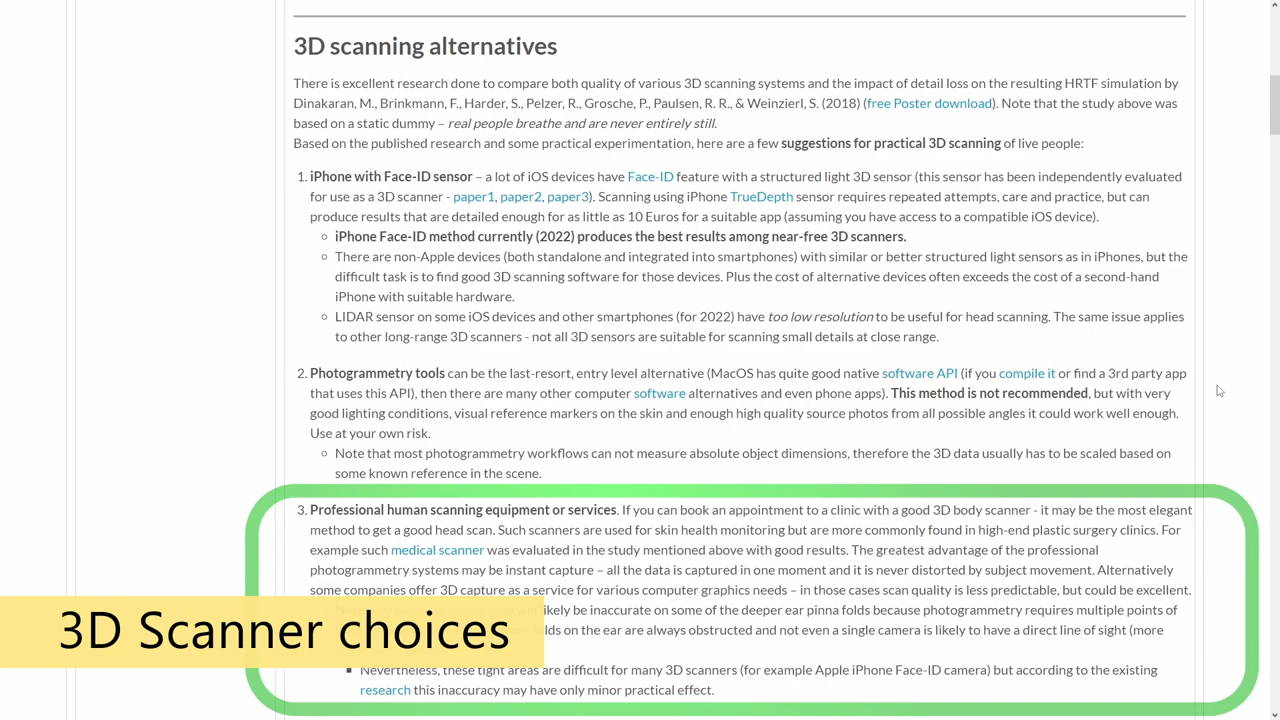 3D scanning alternatives
There is excellent research done to compare both quality of various 3D scanning systems and the impact of detail loss on the resulting HRTF simulation by
Dinakaran, M., Brinkmann, F., Harder, S., Pelzer, R., Grosche, P., Paulsen, R. R., & Weinzierl, S. (2018) (free Poster download). Note that the study above was
based on a static dummy – real people breathe and are never entirely still.
Based on the published research and some practical experimentation, here are a few suggestions for practical 3D scanning of live people:
1. iPhone with Face-ID sensor – a lot of iOS devices have Face-ID feature with a structured light 3D sensor (this sensor has been independently evaluated
for use as a 3D scanner - paper1, paper2, paper3). Scanning using iPhone TrueDepth sensor requires repeated attempts, care and practice, but can
produce results that are detailed enough for as little as 10 Euros for a suitable app (assuming you have access to a compatible iOS device).
◦ iPhone Face-ID method currently (2022) produces the best results among near-free 3D scanners.
◦ There are non-Apple devices (both standalone and integrated into smartphones) with similar or better structured light sensors as in iPhones, but the
difficult task is to find good 3D scanning software for those devices. Plus the cost of alternative devices often exceeds the cost of a second-hand
iPhone with suitable hardware.
◦ LIDAR sensor on some iOS devices and other smartphones (for 2022) have too low resolution to be useful for head scanning. The same issue applies
to other long-range 3D scanners - not all 3D sensors are suitable for scanning small details at close range.
2. Photogrammetry tools can be the last-resort, entry level alternative (MacOS has quite good native software API (if you compile it or find a 3rd party app
that uses this API), then there are many other computer software alternatives and even phone apps). This method is not recommended, but with very
good lighting conditions, visual reference markers on the skin and enough high quality source photos from all possible angles it could work well enough.
Use at your own risk.
◦ Note that most photogrammetry workflows can not measure absolute object dimensions, therefore the 3D data usually has to be scaled based on
some known reference in the scene.
3. Professional human scanning equipment or services. If you can book an appointment to a clinic with a good 3D body scanner - it may be the most elegant
method to get a good head scan. Such scanners are used for skin health monitoring but are more commonly found in high-end plastic surgery clinics. For
example such medical scanner was evaluated in the study mentioned above with good results. The greatest advantage of the professional
photogrammetry systems may be instant capture – all the data is captured in one moment and it is never distorted by subject movement. Alternatively
some companies offer 3D capture as a service for various computer graphics needs – in those cases scan quality is less predictable, but could be excellent.
likely be inaccurate on some of the deeper ear pinna folds because photogrammetry requires multiple points of
folds on the ear are always obstructed and not even a single camera is likely to have a direct line of sight (more
3D Scanner choices
▪ Nevertheless, these tight areas are difficult for many 3D scanners (for example Apple iPhone Face-ID camera) but according to the existing
research this inaccuracy may have only minor practical effect.